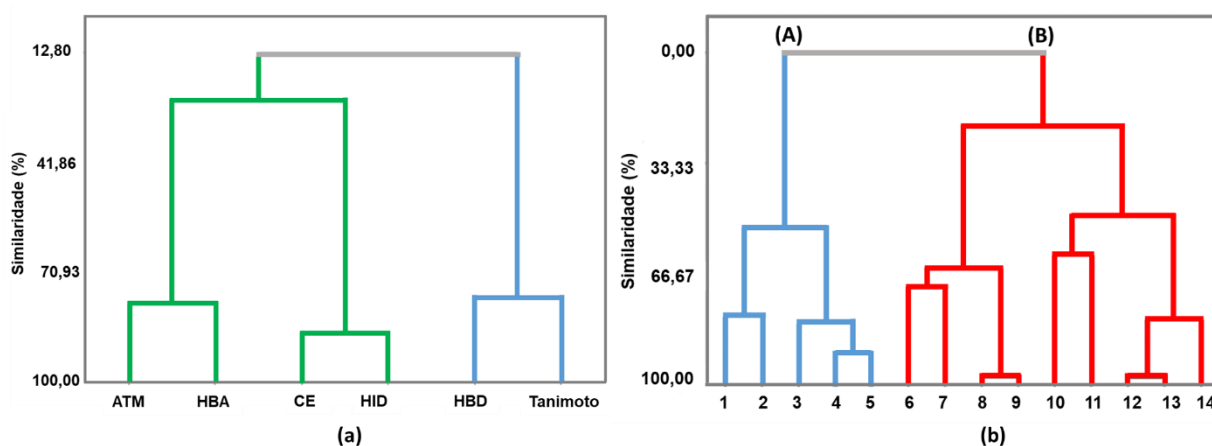 12,80
41,86
70,93
100,00
Similaridade (%)
ATM HBA CE HID HBD Tanimoto
(a)
(A) (B)
0,00
33,33
66,67
100,00
Similaridade (%)
1 2 3 4 5 6 7 8 9 10 11 12 13 14
(b)